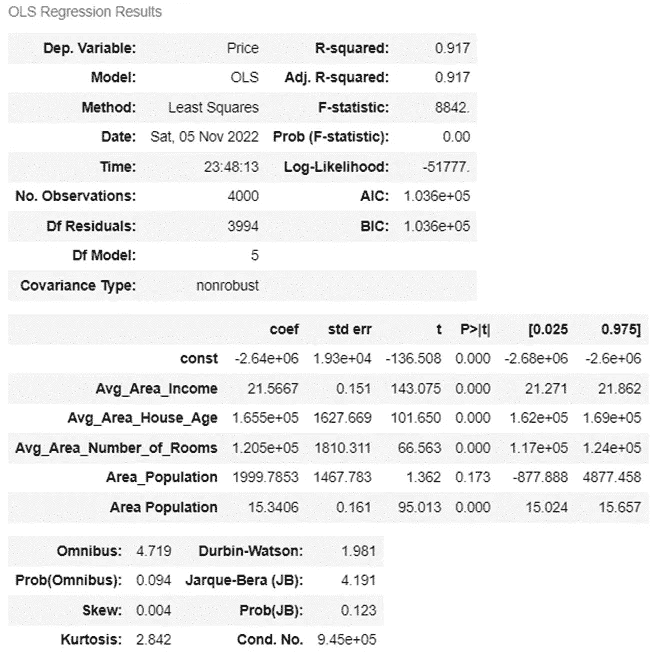 OLS Regression Results
Dep. Variable: Price R-squared: 0.917
Model: OLS Adj. R-squared: 0.917
Method: Least Squares F-statistic: 8842.
Date: Sat, 05 Nov 2022 Prob (F-statistic): 0.00
Time: 23:48:13 Log-Likelihood: -51777.
No. Observations: 4000 AIC: 1.036e+05
Df Residuals: 3994 BIC: 1.036e+05
Df Model: 5
Covariance Type: nonrobust
coef std err t P>|t| [0.025 0.975]
const -2.64e+06 1.93e+04 -136.508 0.000 -2.68e+06 -2.6e+06
Avg_Area_Income 21.5667 0.151 143.075 0.000 21.271 21.862
Avg_Area_House_Age 1.655e+05 1627.669 101.650 0.000 1.62e+05 1.69e+05
Avg_Area_Number_of_Rooms 1.205e+05 1810.311 66.563 0.000 1.17e+05 1.24e+05
Area_Population 1999.7853 1467.783 1.362 0.173 -877.888 4877.458
Area Population 15.3406 0.161 95.013 0.000 15.024 15.657
Omnibus: 4.719 Durbin-Watson: 1.981
Prob(Omnibus): 0.094 Jarque-Bera (JB): 4.191
Skew: 0.004 Prob(JB): 0.123
Kurtosis: 2.842 Cond. No. 9.45e+05